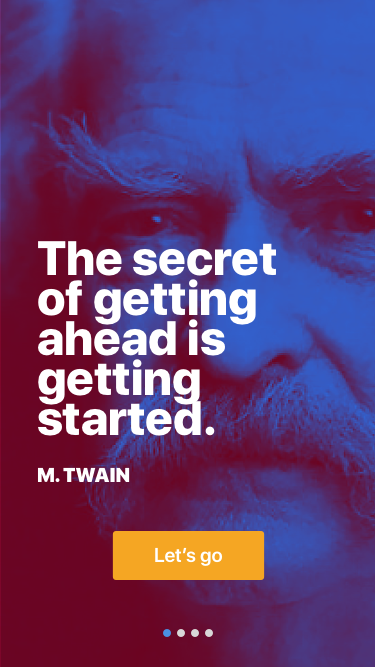 The secret
of getting
ahead is
getting
started.
M. TWAIN
Let's go